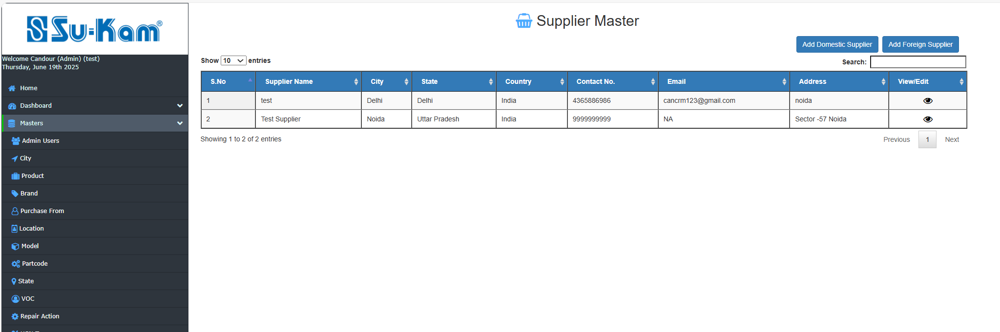 Su-Kam®
Welcome Candour (Admin) (test)
Thursday, June 19th 2025
Home
Dashboard
Masters
Admin Users
City
Product
Brand
Purchase From
Location
Model
Partcode
State
VOC
Repair Action
Supplier Master
Add Domestic Supplier Add Foreign Supplier
Show 10 entries Search:
S.No Supplier Name City State Country Contact No. Email Address View/Edit
1 test Delhi Delhi India 4365886986 cancrm123@gmail.com noida
2 Test Supplier Noida Uttar Pradesh India 9999999999 NA Sector -57 Noida
Showing 1 to 2 of 2 entries Previous 1 Next